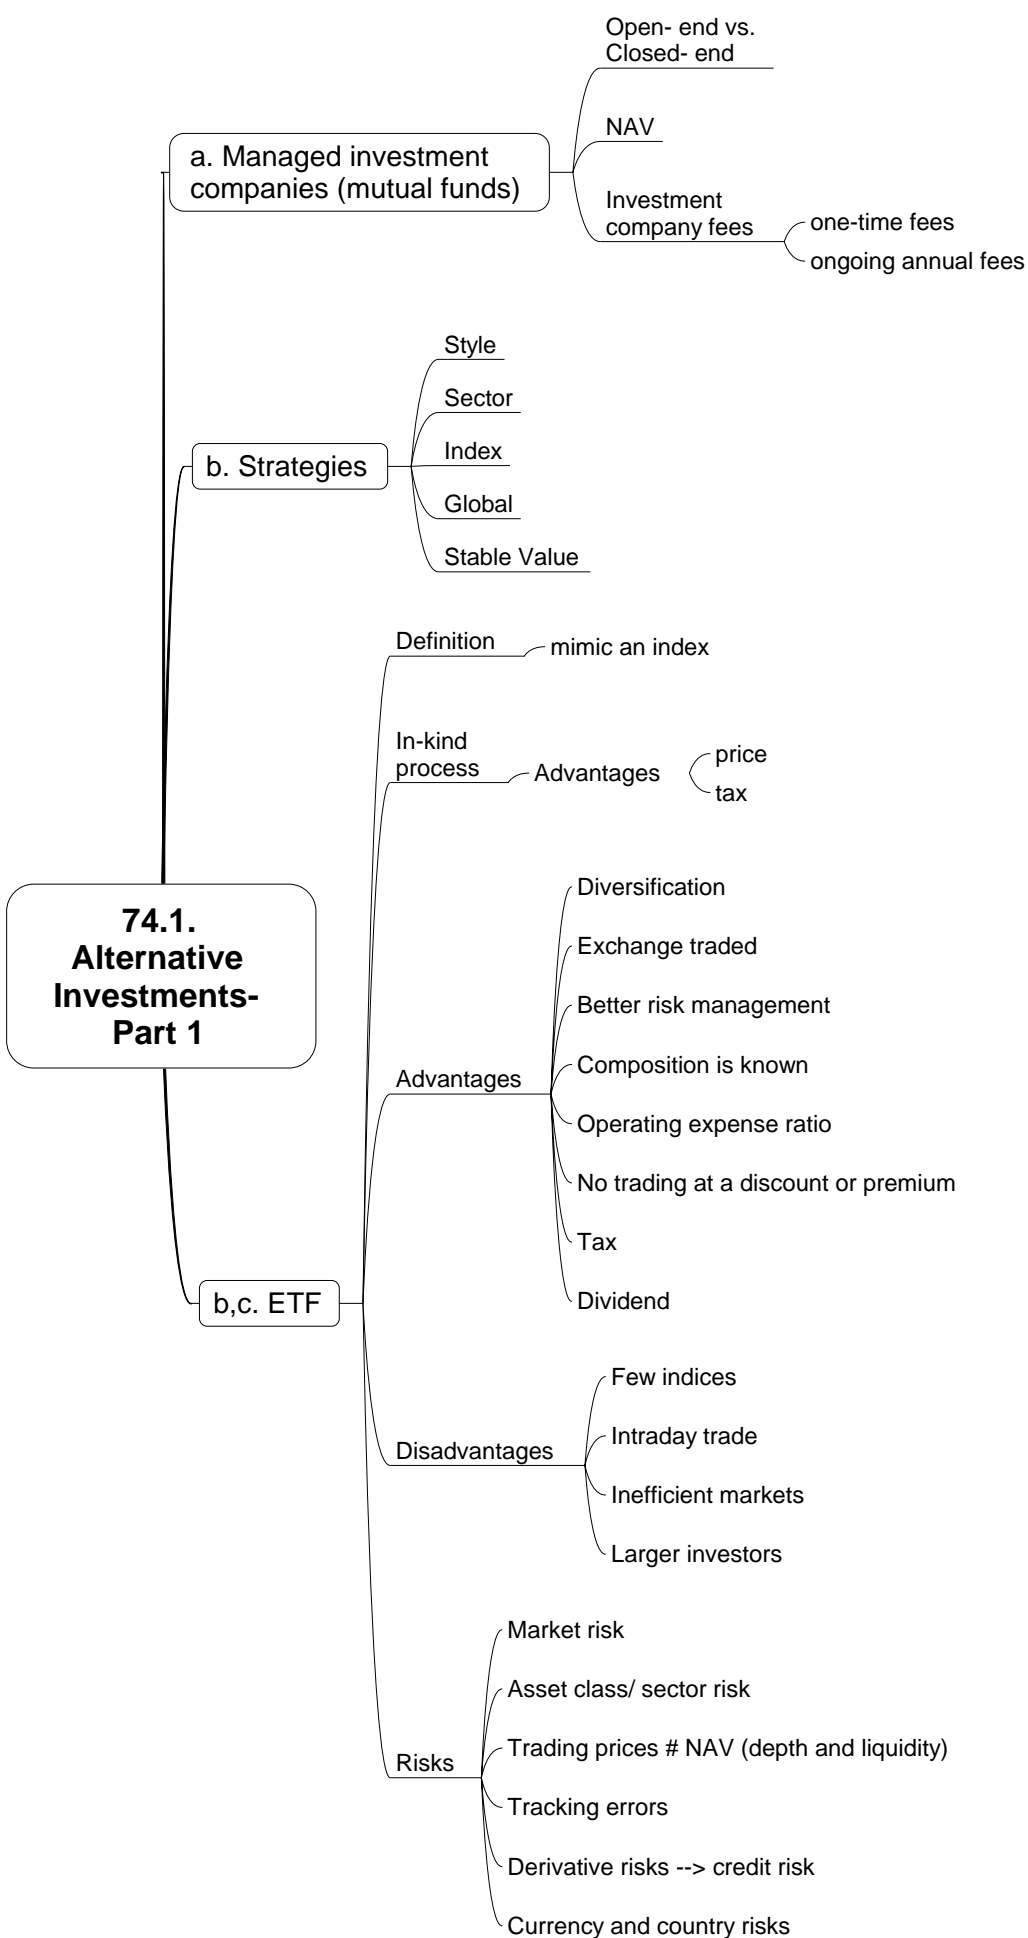 Open- end vs.
Closed- end
NAV
a. Managed investment
companies (mutual funds)
Investment
company fees
one-time fees
ongoing annual fees
Style
Sector
b. Strategies
Index
Global
Stable Value
Definition
mimic an index
In-kind
process
Advantages
price
tax
74.1.
Alternative
Investments-
Part 1
Advantages
Diversification
Exchange traded
Better risk management
Composition is known
Operating expense ratio
No trading at a discount or premium
Tax
Dividend
b,c. ETF
Disadvantages
Few indices
Intraday trade
Inefficient markets
Larger investors
Risks
Market risk
Asset class/ sector risk
Trading prices # NAV (depth and liquidity)
Tracking errors
Derivative risks --> credit risk
Currency and country risks